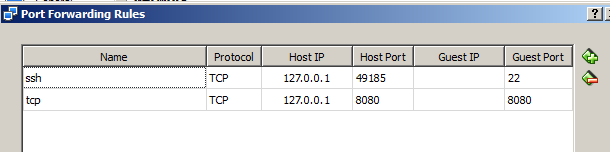 Port Forwarding Rules
?
Name Protocol Host IP Host Port Guest IP Guest Port
ssh TCP 127.0.0.1 49185 22
tcp TCP 127.0.0.1 8080 8080